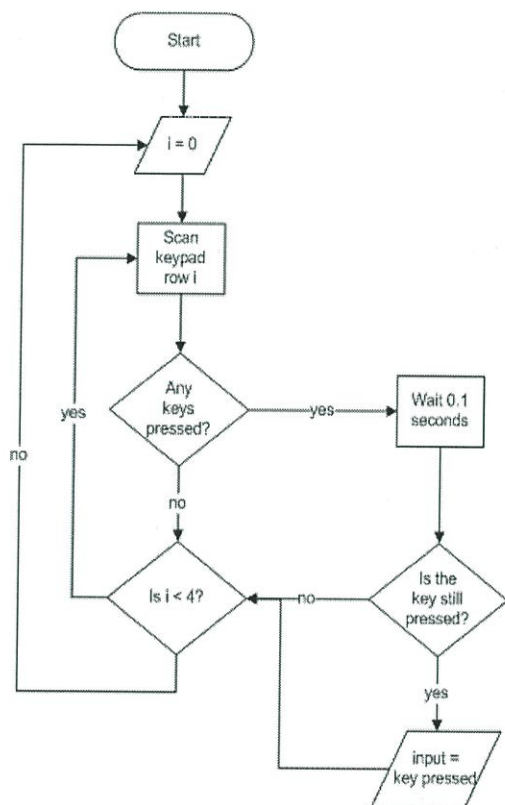 Start
i = 0
Scan
keypad
row i
Any
keys
pressed?
yes
Wait 0.1
seconds
yes
no
no
Is i < 4?
no
Is the
key still
pressed?
yes
input =
key pressed